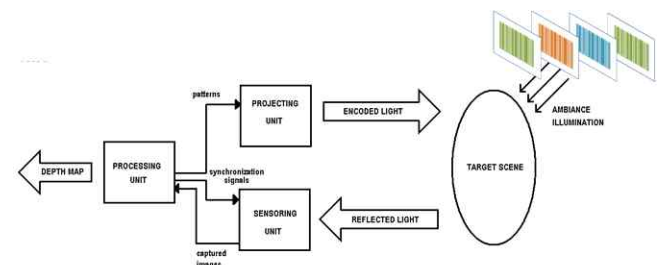 patterns
PROJECTING
UNIT
ENCODED LIGHT
AMBIANCE
ILLUMINATION
DEPTH MAP
PROCESSING
UNIT
synchronization
signals
TARGET SCENE
SENSORING
UNIT
REFLECTED LIGHT
captured
images